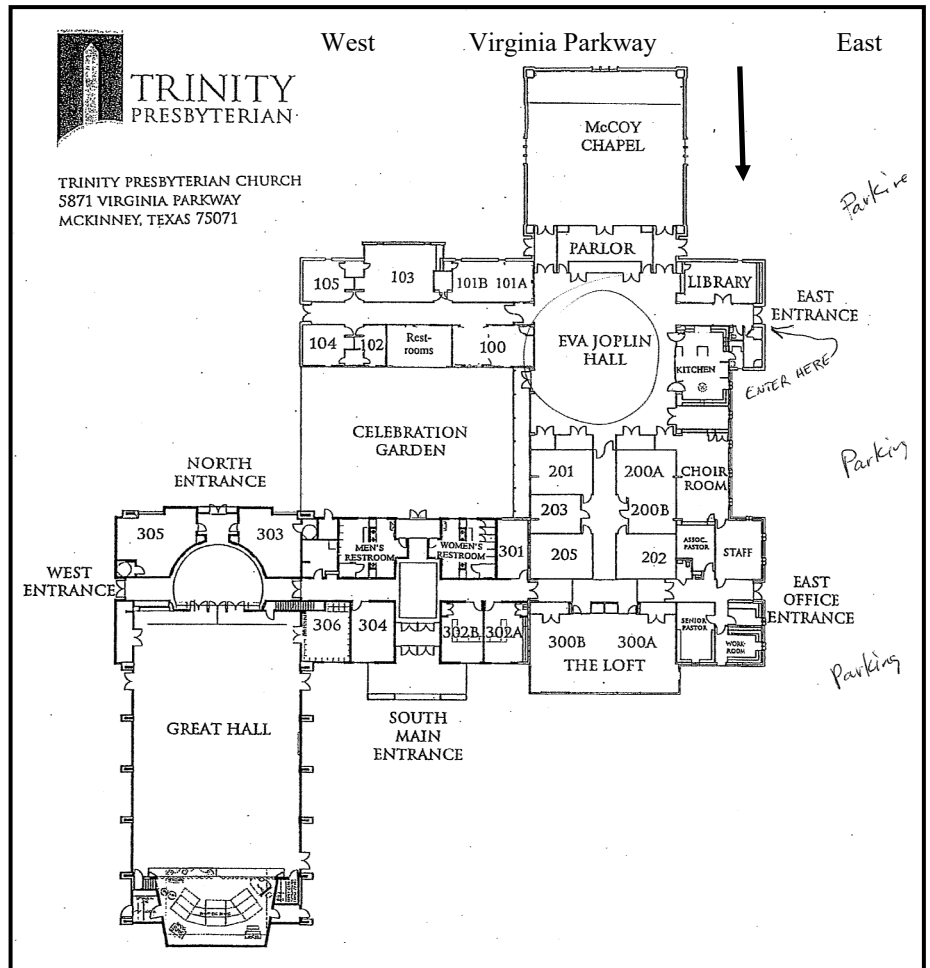 West Virginia Parkway East
TRINITY
PRESBYTERIAN
TRINITY PRESBYTERIAN CHURCH
5871 VIRGINIA PARKWAY
MCKINNEY, TEXAS 75071
McCOY
CHAPEL
Parking
PARLOR
105
103
101B 101A
LIBRARY
EAST
ENTRANCE
104
102
Rest-
rooms
100
EVA JOPLIN
HALL
KITCHEN
ENTER HERE
CELEBRATION
GARDEN
Parking
NORTH
ENTRANCE
201
200A
CHOIR
ROOM
203
200B
305
303
MEN'S
RESTROOM
WOMEN'S
RESTROOM
301
205
202
ASSOC.
PASTOR
STAFF
WEST
ENTRANCE
EAST
OFFICE
ENTRANCE
306
304
302B
302A
300B
300A
THE LOFT
SENIOR
PASTOR
WORK-
ROOM
Parking
GREAT HALL
SOUTH
MAIN
ENTRANCE